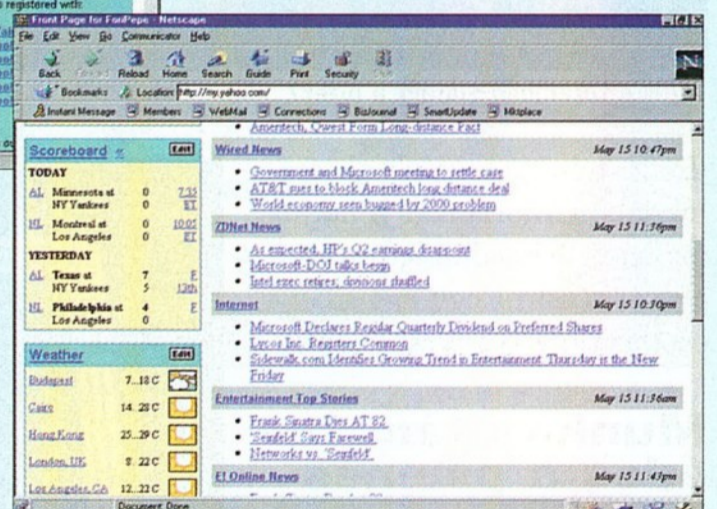 registered with:
Front Page for FonPepe - Netscape
File Edit View Go Communicator Help
Back Reload Home Search Guide Print Security
Bookmarks Location: http://my.yahoo.com/
Instant Message Members WebMail Connections BizJournal SmartUpdate Mktplace
Ameritech, Qwest Form Long-distance Pact
Scoreboard Edit
TODAY
AL Minnesota at 0 7:35
NY Yankees 0 ET
NL Montreal at 0 10:05
Los Angeles 0 ET
YESTERDAY
AL Texas at 7 F
NY Yankees 5 13th
NL Philadelphia at 4 F
Los Angeles 0
Weather Edit
Budapest 7...18 C
Cairo 14..28 C
Hong Kong 25..29 C
London, UK 8..22 C
Los Angeles, CA 12..22 C
Wired News May 15 10:47pm
Government and Microsoft meeting to settle case
AT&T sues to block Ameritech long distance deal
World economy seen bugged by 2000 problem
ZDNet News May 15 11:36pm
As expected, HP's Q2 earnings disappoint
Microsoft-DOJ talks begin
Intel exec retires, divisions shuffled
Internet May 15 10:30pm
Microsoft Declares Regular Quarterly Dividend on Preferred Shares
Lycos Inc. Registers Common
Sidewalk.com Identifies Growing Trend in Entertainment: Thursday is the New
Friday
Entertainment Top Stories May 15 11:36am
Frank Sinatra Dies AT 82
'Seinfeld' Says Farewell
Networks vs. 'Seinfeld'
E! Online News May 15 11:43pm
Document: Done